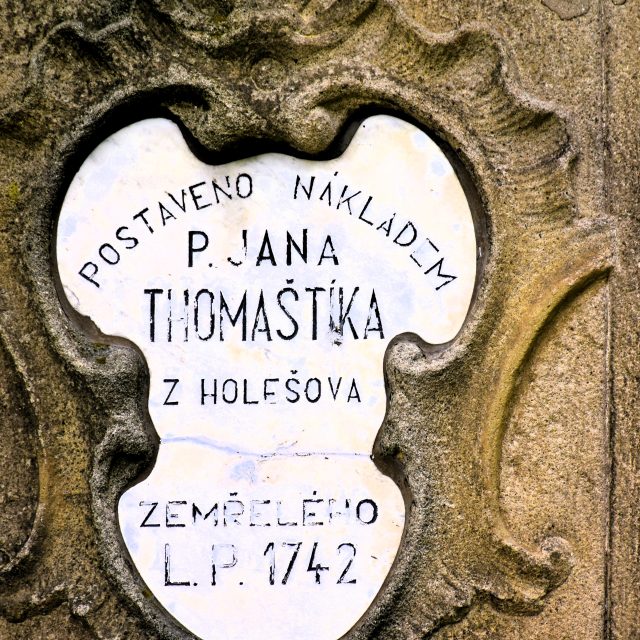 POSTAVENO NÁKLADEM
P. JANA
THOMAŠTÍKA
Z HOLEŠOVA
ZEMŘELÉHO
L.P. 1742